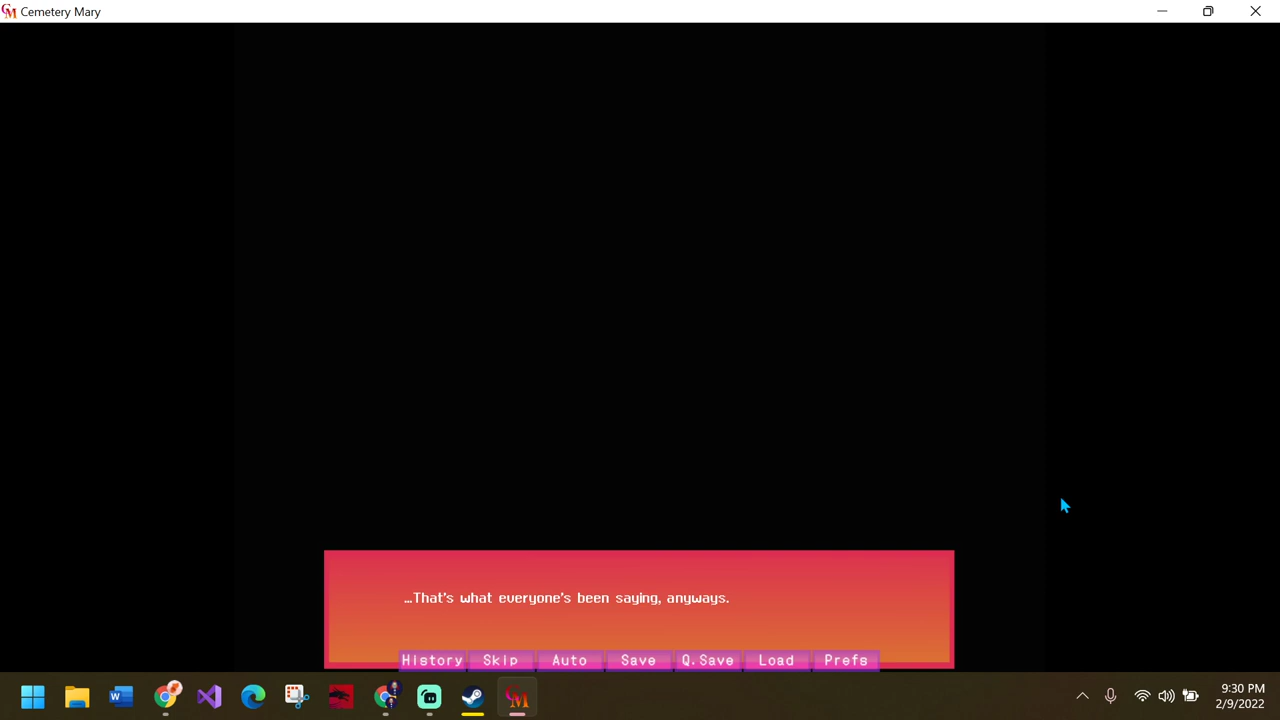 Cemetery Mary
...That's what everyone's been saying, anyways.
History Skip Auto Save Q.Save Load Prefs
9:30 PM
2/9/2022